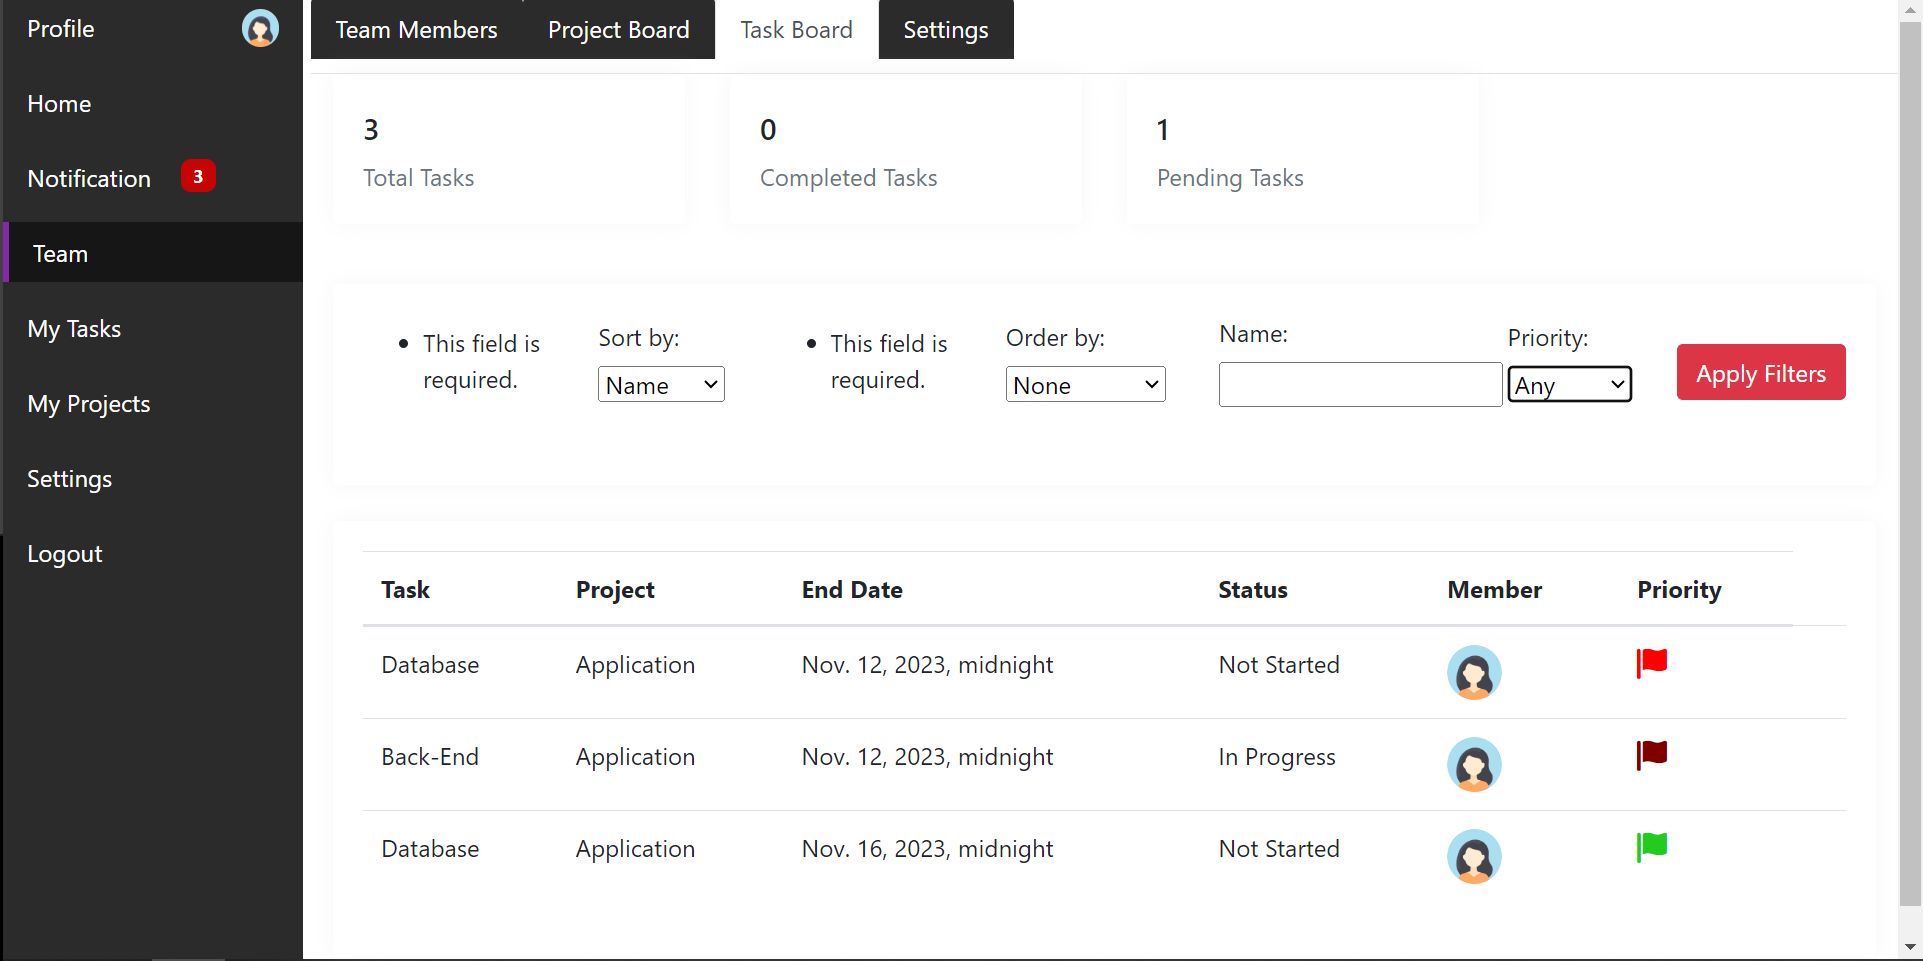 Profile
Home
Notification 3
Team
My Tasks
My Projects
Settings
Logout
Team Members Project Board Task Board Settings
3
Total Tasks
0
Completed Tasks
1
Pending Tasks
This field is
required.
Sort by:
Name
This field is
required.
Order by:
None
Name:
Priority:
Any
Apply Filters
Task Project End Date Status Member Priority
Database Application Nov. 12, 2023, midnight Not Started
Back-End Application Nov. 12, 2023, midnight In Progress
Database Application Nov. 16, 2023, midnight Not Started